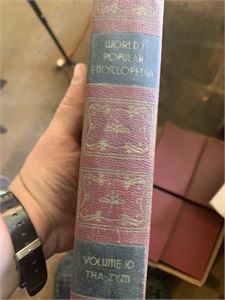 WORLD'S
POPULAR
ENCYCLOPEDIA
VOLUME 10
THA-ZYM